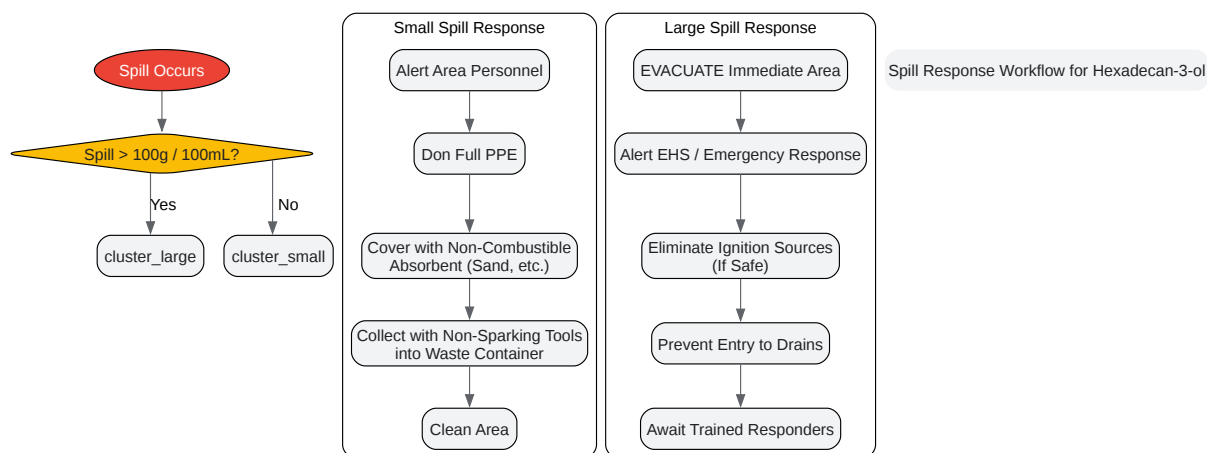 Spill Occurs
Spill > 100g / 100mL?
Yes
No
cluster_large
cluster_small
Small Spill Response
Alert Area Personnel
Don Full PPE
Cover with Non-Combustible
Absorbent (Sand, etc.)
Collect with Non-Sparking Tools
into Waste Container
Clean Area
Large Spill Response
EVACUATE Immediate Area
Alert EHS / Emergency Response
Eliminate Ignition Sources
(If Safe)
Prevent Entry to Drains
Await Trained Responders
Spill Response Workflow for Hexadecan-3-ol